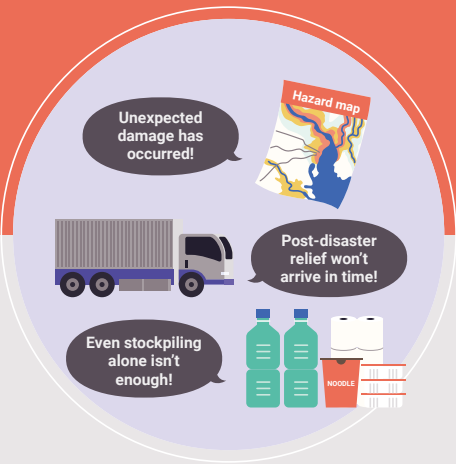 Hazard map
Unexpected
damage has
occurred!
Post-disaster
relief won’t
arrive in time!
Even stockpiling
alone isn’t
enough!
NOODLE